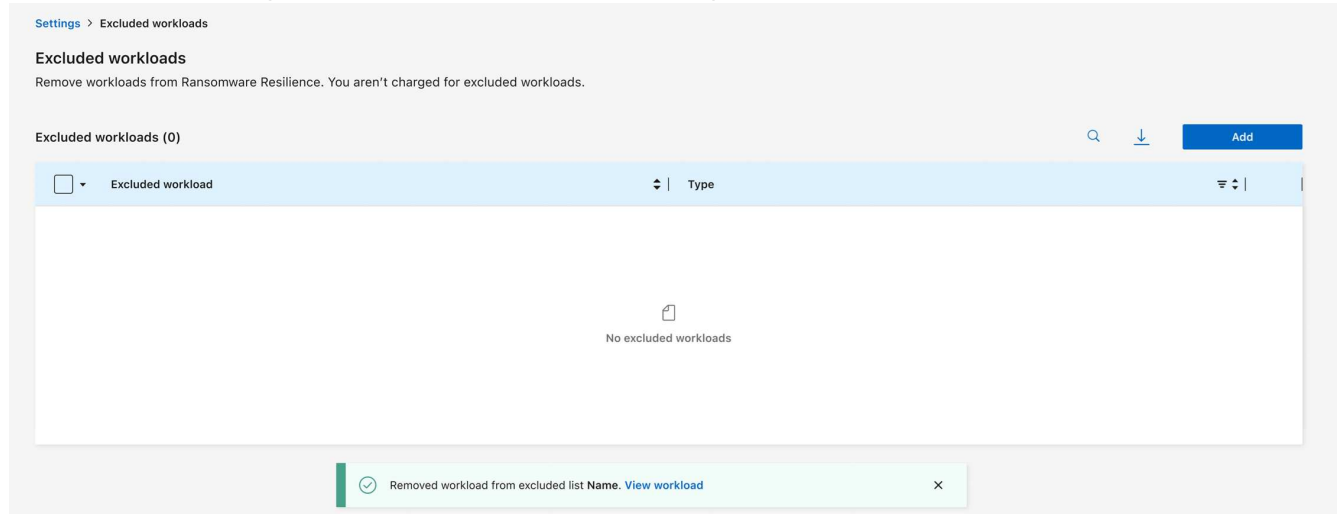 Settings > Excluded workloads
Excluded workloads
Remove workloads from Ransomware Resilience. You aren't charged for excluded workloads.
Excluded workloads (0)
Add
Excluded workload
Type
No excluded workloads
Removed workload from excluded list Name. View workload